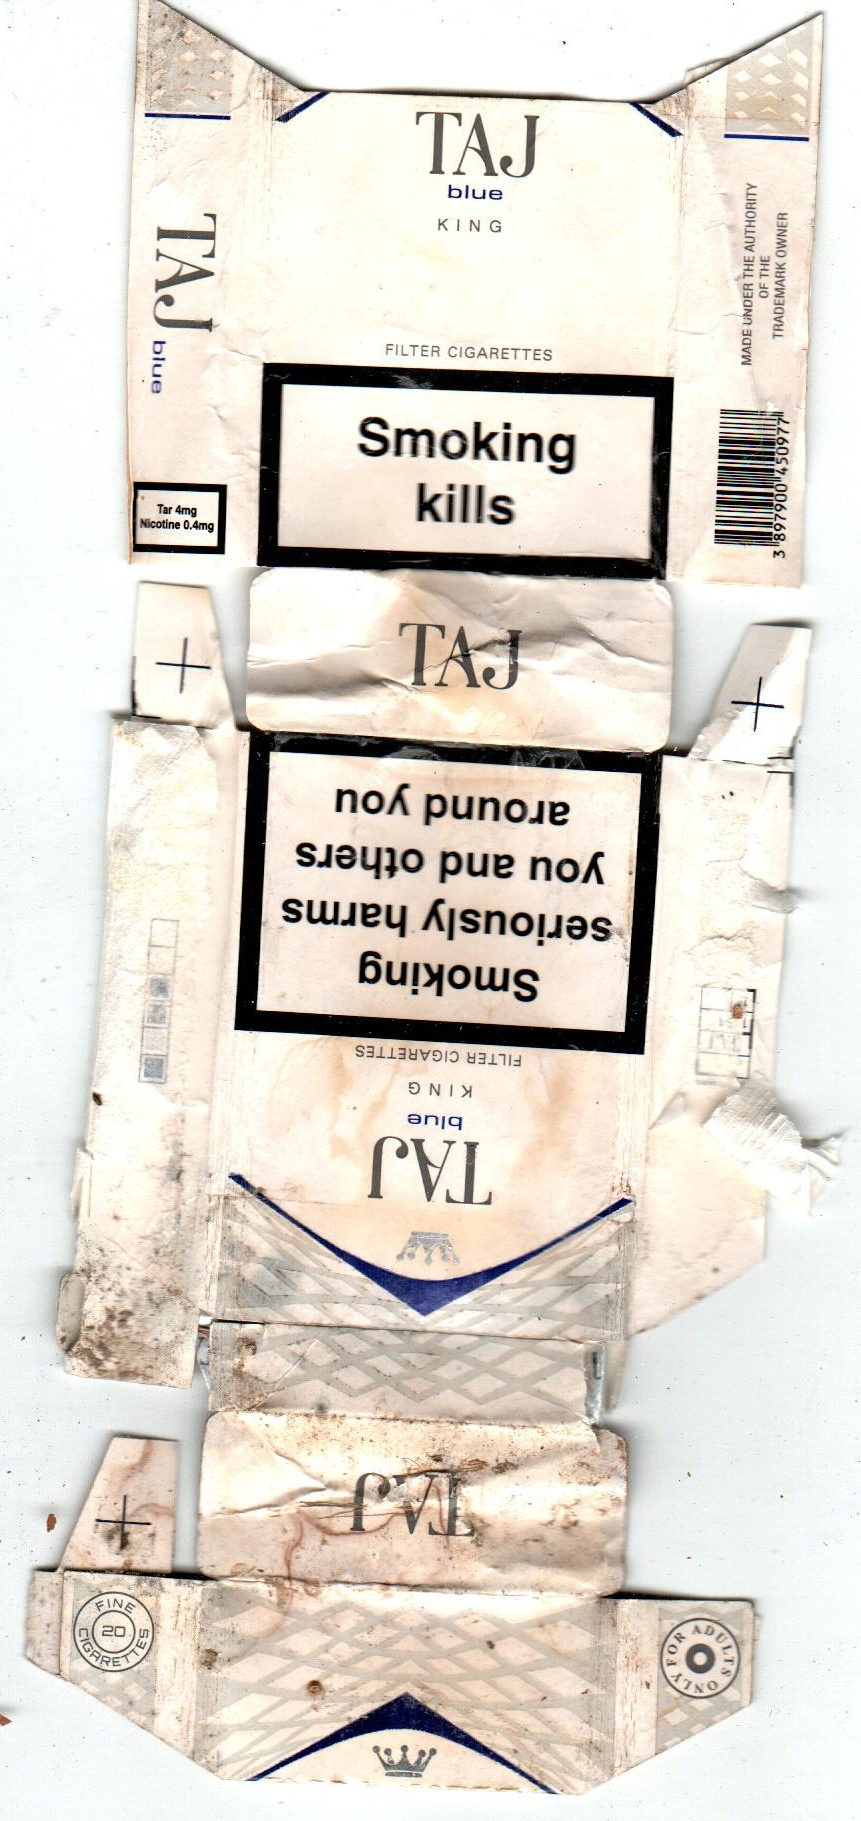 TAJ
blue
KING
FILTER CIGARETTES
Smoking
kills
TAJ
blue
Tar 4mg
Nicotine 0.4mg
MADE UNDER THE AUTHORITY
OF THE
TRADEMARK OWNER
3 897900 450977
TAJ
Smoking
seriously harms
you and others
around you
FILTER CIGARETTES
KING
blue
TAJ
TAJ
FINE
20
CIGARETTES
FOR ADULTS ONLY